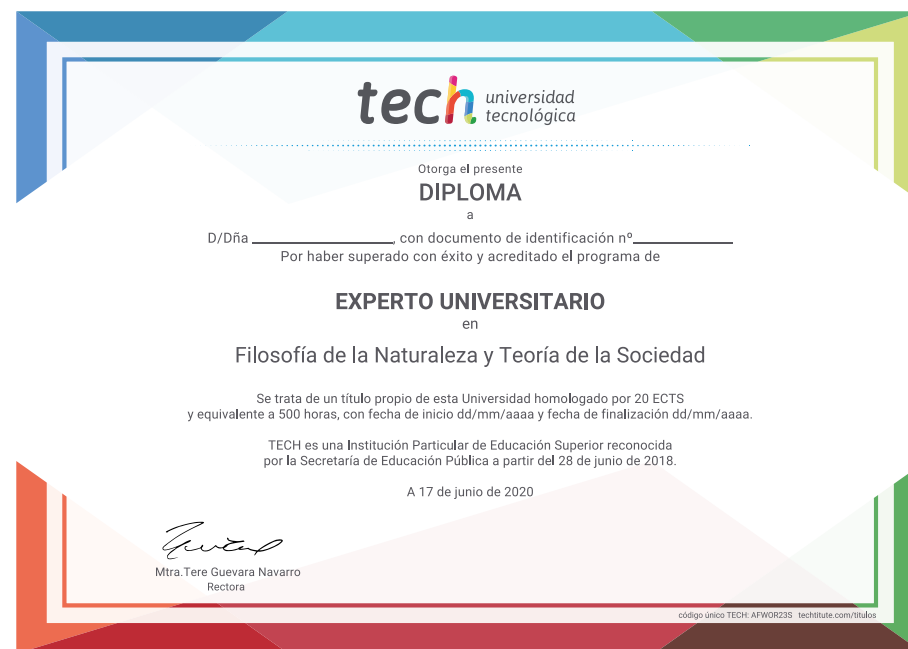 tech universidad
tecnológica
Otorga el presente
DIPLOMA
a
D/Dña ____________________, con documento de identificación nº______________
Por haber superado con éxito y acreditado el programa de
EXPERTO UNIVERSITARIO
en
Filosofía de la Naturaleza y Teoría de la Sociedad
Se trata de un título propio de esta Universidad homologado por 20 ECTS
y equivalente a 500 horas, con fecha de inicio dd/mm/aaaa y fecha de finalización dd/mm/aaaa.
TECH es una Institución Particular de Educación Superior reconocida
por la Secretaría de Educación Pública a partir del 28 de junio de 2018.
A 17 de junio de 2020
Mtra.Tere Guevara Navarro
Rectora
código único TECH: AFWOR23S techtitute.com/titulos